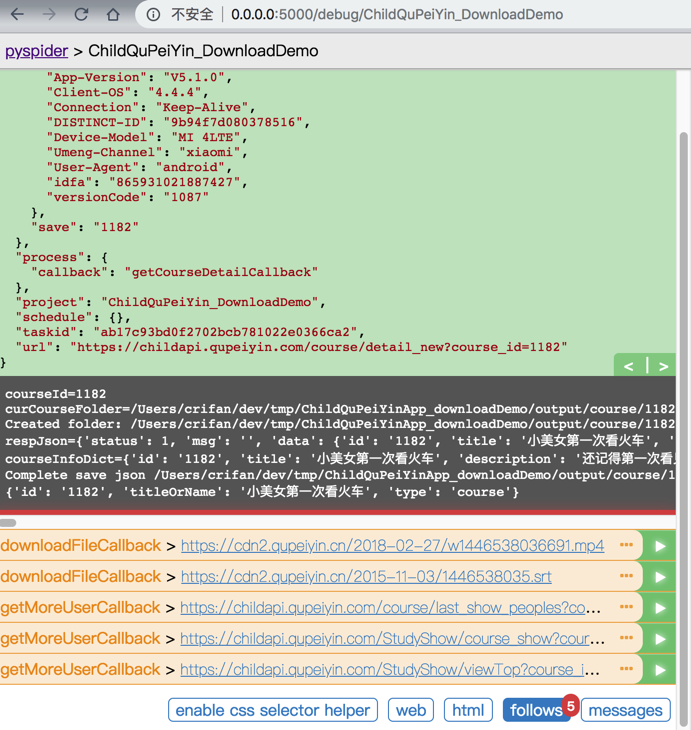 不安全 | 0.0.0.0:5000/debug/ChildQuPeiYin_DownloadDemo
pyspider > ChildQuPeiYin_DownloadDemo
"App-Version": "V5.1.0",
"Client-OS": "4.4.4",
"Connection": "Keep-Alive",
"DISTINCT-ID": "9b94f7d080378516",
"Device-Model": "MI 4LTE",
"Umeng-Channel": "xiaomi",
"User-Agent": "android",
"idfa": "865931021887427",
"versionCode": "1087"
},
"save": "1182"
},
"process": {
"callback": "getCourseDetailCallback"
},
"project": "ChildQuPeiYin_DownloadDemo",
"schedule": {},
"taskid": "ab17c93bd0f2702bcb781022e0366ca2",
"url": "https://childapi.qupeiyin.com/course/detail_new?course_id=1182"
}
< | >
courseId=1182
curCourseFolder=/Users/crifan/dev/tmp/ChildQuPeiYinApp_downloadDemo/output/course/1182
Created folder: /Users/crifan/dev/tmp/ChildQuPeiYinApp_downloadDemo/output/course/1182
respJson={'status': 1, 'msg': '', 'data': {'id': '1182', 'title': '小美女第一次看火车', '
courseInfoDict={'id': '1182', 'title': '小美女第一次看火车', 'description': '还记得第一次看
Complete save json /Users/crifan/dev/tmp/ChildQuPeiYinApp_downloadDemo/output/course/1
{'id': '1182', 'titleOrName': '小美女第一次看火车', 'type': 'course'}
downloadFileCallback > https://cdn2.qupeiyin.cn/2018-02-27/w1446538036691.mp4 •••
downloadFileCallback > https://cdn2.qupeiyin.cn/2015-11-03/1446538035.srt •••
getMoreUserCallback > https://childapi.qupeiyin.com/course/last_show_peoples?co... •••
getMoreUserCallback > https://childapi.qupeiyin.com/StudyShow/course_show?cour... •••
getMoreUserCallback > https://childapi.qupeiyin.com/StudyShow/viewTop?course_i... •••
enable css selector helper web html follows 5 messages